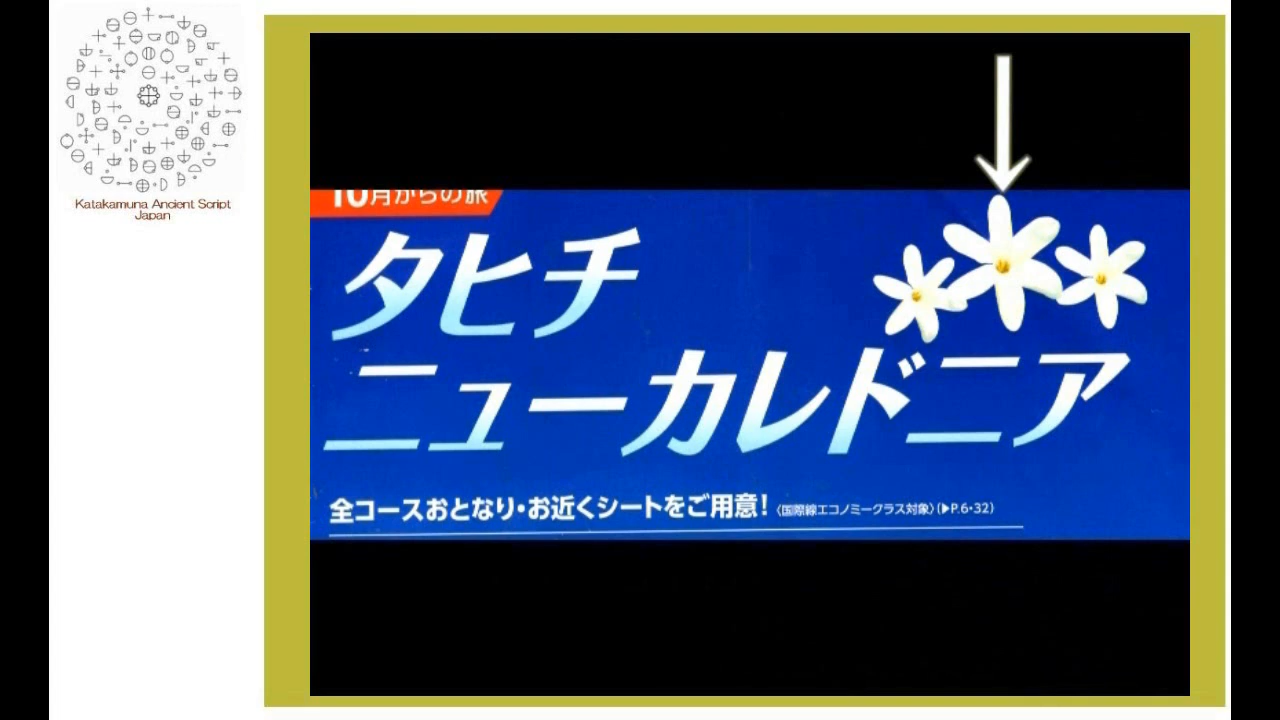 Katakamuna Ancient Script
Japan
10月からの旅
タヒチ
ニューカレドニア
全コースおとなり・お近くシートをご用意！〈国際線エコノミークラス対象〉(▶P.6・32)